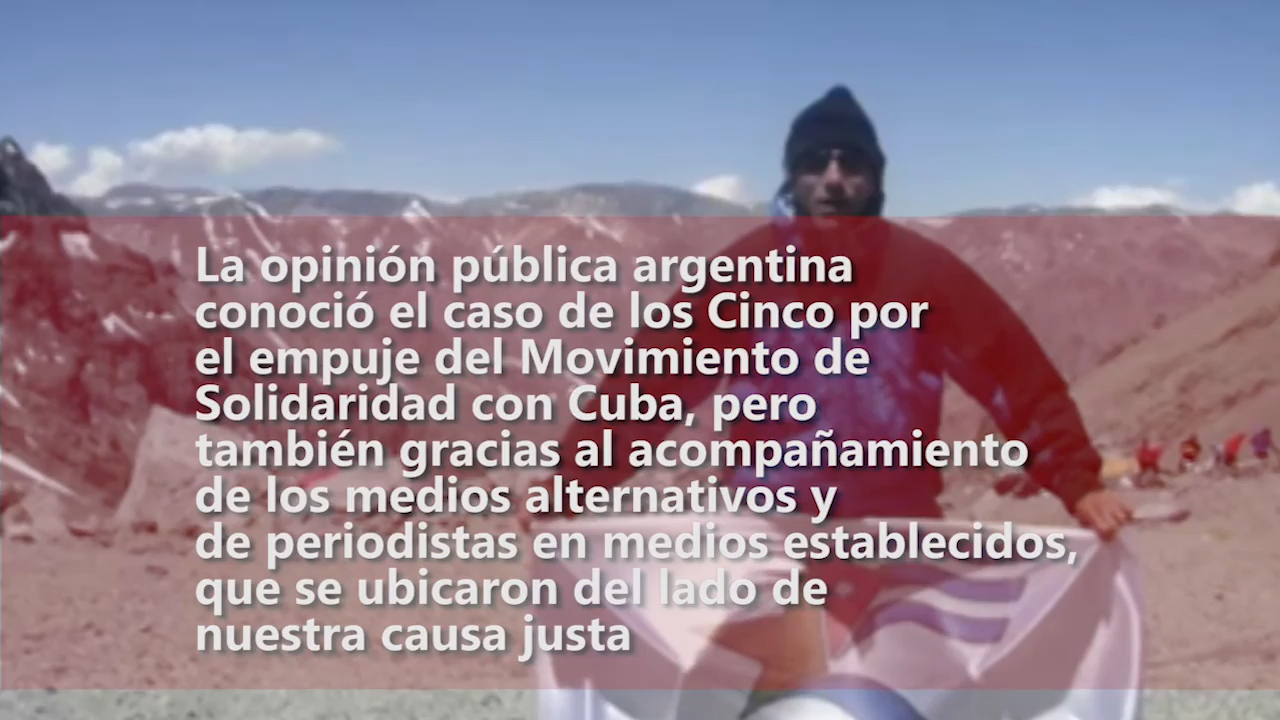 La opinión pública argentina
conoció el caso de los Cinco por
el empuje del Movimiento de
Solidaridad con Cuba, pero
también gracias al acompañamiento
de los medios alternativos y
de periodistas en medios establecidos,
que se ubicaron del lado de
nuestra causa justa